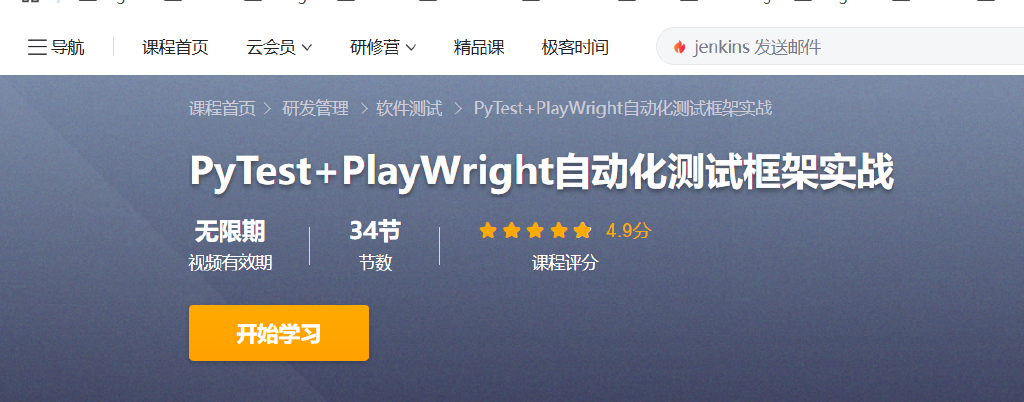 导航 课程首页 云会员 研修营 精品课 极客时间 jenkins 发送邮件
课程首页 > 研发管理 > 软件测试 > PyTest+PlayWright自动化测试框架实战
PyTest+PlayWright自动化测试框架实战
无限期 34节 4.9分
视频有效期 节数 课程评分
开始学习